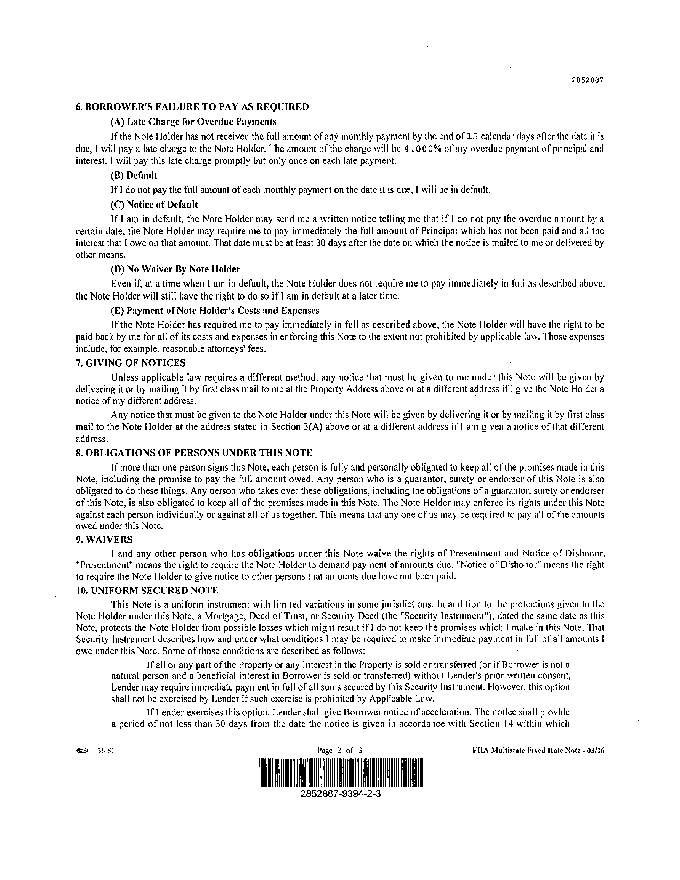 2852887
6. BORROWER'S FAILURE TO PAY AS REQUIRED
(A) Late Charge for Overdue Payments
If the Note Holder has not received the full amount of any monthly payment by the end of 15 calendar days after the date it is
due, I will pay a late charge to the Note Holder. The amount of the charge will be 4.000% of my overdue payment of principal and
interest. I will pay this late charge promptly but only once on each late payment.
(B) Default
If I do not pay the full amount of each monthly payment on the date it is due, I will be in default.
(C) Notice of Default
If I am in default, the Note Holder may send me a written notice telling me that if I do not pay the overdue amount by a
certain date, the Note Holder may require me to pay immediately the full amount of Principal which has not been paid and all the
interest that I owe on that amount. That date must be at least 30 days after the date on which the notice is mailed to me or delivered by
other means.
(D) No Waiver By Note Holder
Even if, at a time when I am in default, the Note Holder does not require me to pay immediately in full as described above,
the Note Holder will still have the right to do so if I am in default at a later time.
(E) Payment of Note Holder's Costs and Expenses
If the Note Holder has required me to pay immediately in full as described above, the Note Holder will have the right to be
paid back by me for all of its costs and expenses in enforcing this Note to the extent not prohibited by applicable law. Those expenses
include, for example, reasonable attorneys' fees.
7. GIVING OF NOTICES
Unless applicable law requires a different method, any notice that must be given to me under this Note will be given by
delivering it or by mailing it by first class mail to me at the Property Address above or at a different address if I give the Note Holder a
notice of my different address.
Any notice that must be given to the Note Holder under this Note will be given by delivering it or by mailing it by first class
mail to the Note Holder at the address stated in Section 3(A) above or at a different address if I am given a notice of that different
address.
8. OBLIGATIONS OF PERSONS UNDER THIS NOTE
If more than one person signs this Note, each person is fully and personally obligated to keep all of the promises made in this
Note, including the promise to pay the full amount owed. Any person who is a guarantor, surety or endorser of this Note is also
obligated to do these things. Any person who takes over these obligations, including the obligations of a guarantor, surety or endorser
of this Note, is also obligated to keep all of the promises made in this Note. The Note Holder may enforce its rights under this Note
against each person individually or against all of us together. This means that any one of us may be required to pay all of the amounts
owed under this Note.
9. WAIVERS
I and any other person who has obligations under this Note waive the rights of Presentment and Notice of Dishonor.
"Presentment" means the right to require the Note Holder to demand payment of amounts due. "Notice of Dishonor" means the right
to require the Note Holder to give notice to other persons that amounts due have not been paid.
10. UNIFORM SECURED NOTE
This Note is a uniform instrument with limited variations in some jurisdictions. In addition to the protections given to the
Note Holder under this Note, a Mortgage, Deed of Trust, or Security Deed (the "Security Instrument"), dated the same date as this
Note, protects the Note Holder from possible losses which might result if I do not keep the promises which I make in this Note. That
Security Instrument describes how and under what conditions I may be required to make immediate payment in full of all amounts I
owe under this Note. Some of those conditions are described as follows:
If all or any part of the Property or any Interest in the Property is sold or transferred (or if Borrower is not a
natural person and a beneficial interest in Borrower is sold or transferred) without Lender's prior written consent,
Lender may require immediate payment in full of all sums secured by this Security Instrument. However, this option
shall not be exercised by Lender if such exercise is prohibited by Applicable Law.
If Lender exercises this option, Lender shall give Borrower notice of acceleration. The notice shall provide
a period of not less than 30 days from the date the notice is given in accordance with Section 14 within which
Page 2 of 3
FHA Multistate Fixed Rate Note - 03/16
2852887-9394-2-3